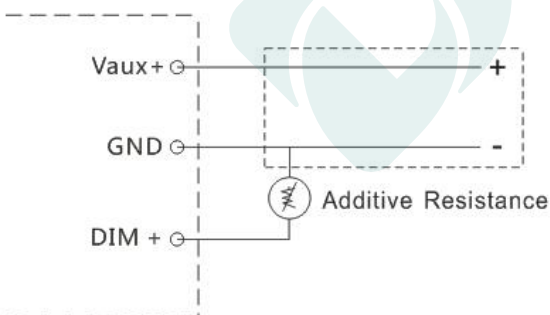 Vaux+ +
GND -
Additive Resistance
DIM +